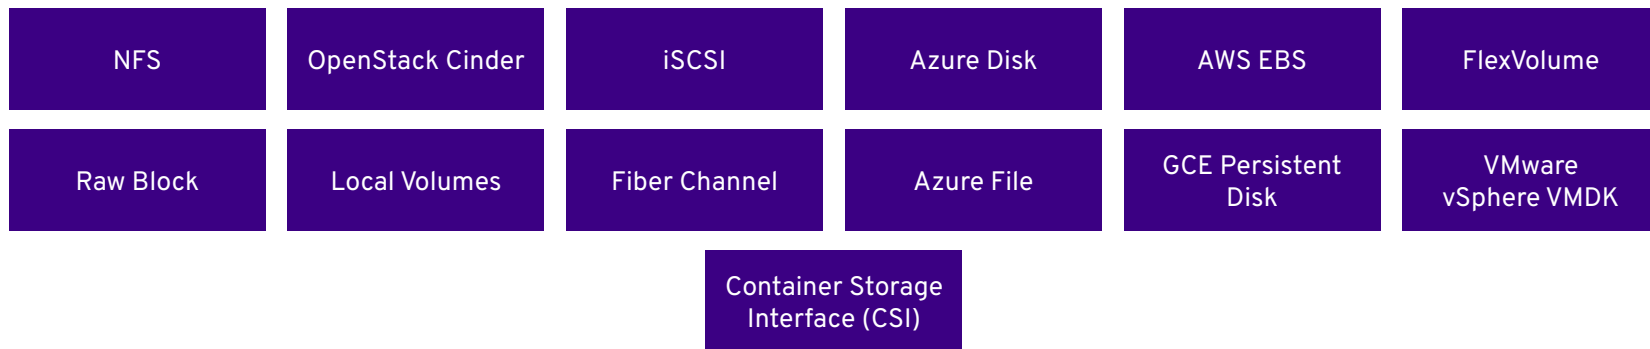 NFS
OpenStack Cinder
iSCSI
Azure Disk
AWS EBS
FlexVolume
Raw Block
Local Volumes
Fiber Channel
Azure File
GCE Persistent
Disk
VMware
vSphere VMDK
Container Storage
Interface (CSI)